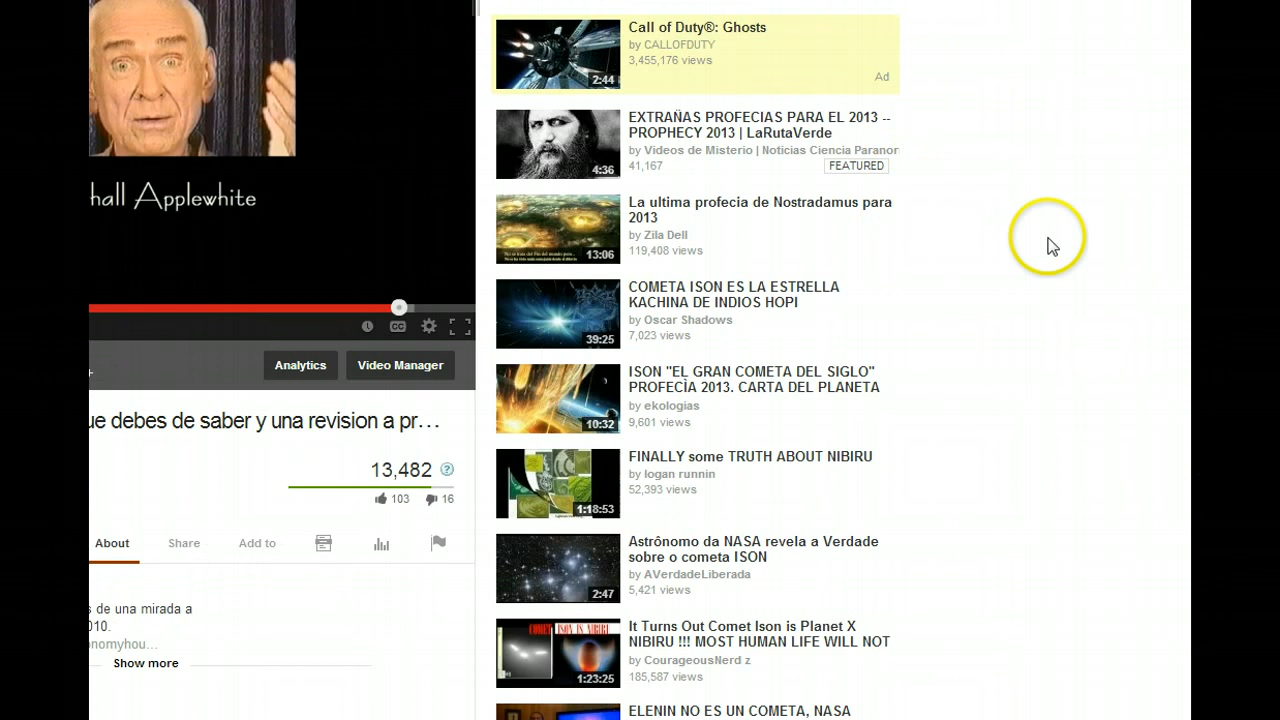 hall Applewhite
CC
Analytics
Video Manager
ue debes de saber y una revision a pr...
13,482
?
103
16
About
Share
Add to
s de una mirada a
010.
onomyhou...
Show more
Call of Duty®: Ghosts
by CALLOFDUTY
3,455,176 views
Ad
2:44
EXTRAÑAS PROFECIAS PARA EL 2013 --
PROPHECY 2013 | LaRutaVerde
by Videos de Misterio | Noticias Ciencia Paranor
41,167
FEATURED
4:36
La ultima profecia de Nostradamus para
2013
by Zila Dell
119,408 views
13:06
COMETA ISON ES LA ESTRELLA
KACHINA DE INDIOS HOPI
by Oscar Shadows
7,023 views
39:25
ISON "EL GRAN COMETA DEL SIGLO"
PROFECÌA 2013. CARTA DEL PLANETA
by ekologias
9,601 views
10:32
FINALLY some TRUTH ABOUT NIBIRU
by logan runnin
52,393 views
1:18:53
Astrônomo da NASA revela a Verdade
sobre o cometa ISON
by AVerdadeLiberada
5,421 views
2:47
It Turns Out Comet Ison is Planet X
NIBIRU !!! MOST HUMAN LIFE WILL NOT
by CourageousNerd z
185,587 views
COMET ISON IS NIBIRU
1:23:25
ELENIN NO ES UN COMETA, NASA